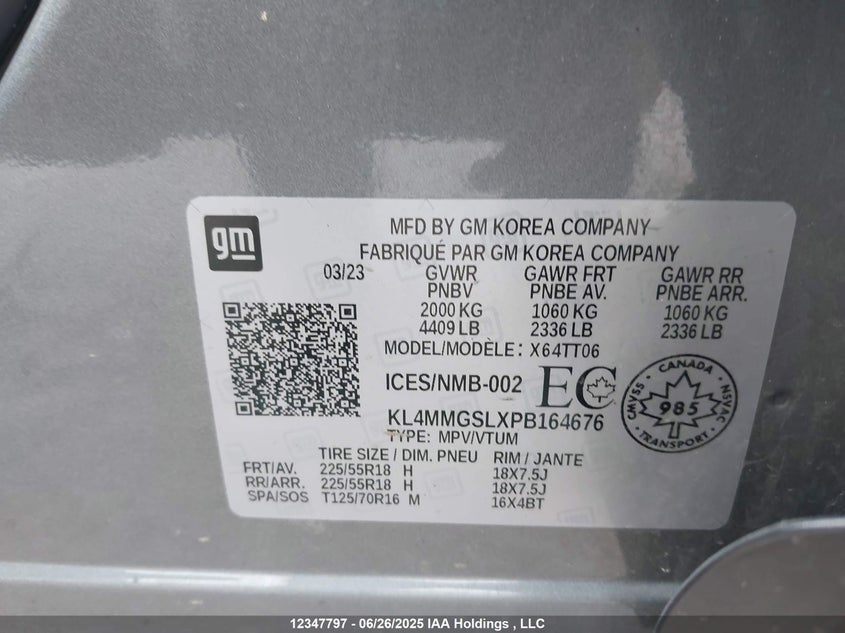 gm
MFD BY GM KOREA COMPANY
FABRIQUÉ PAR GM KOREA COMPANY
03/23 GVWR GAWR FRT GAWR RR
PNBV PNBE AV. PNBE ARR.
2000 KG 1060 KG 1060 KG
4409 LB 2336 LB 2336 LB
MODEL/MODÈLE: X64TT06
ICES/NMB-002 EC
CANADA
CMVSS 985 NSVAC
TRANSPORT
KL4MMGSLXPB164676
TYPE: MPV/VTUM
TIRE SIZE / DIM. PNEU RIM / JANTE
FRT/AV. 225/55R18 H 18X7.5J
RR/ARR. 225/55R18 H 18X7.5J
SPA/SOS T125/70R16 M 16X4BT
12347797 - 06/26/2025 IAA Holdings , LLC